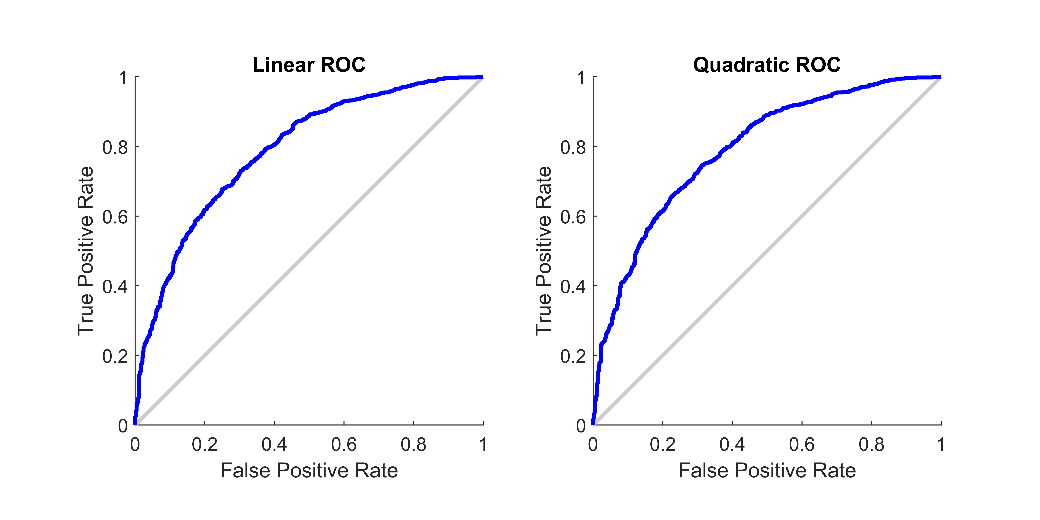 Linear ROC
1
0.8
0.6
0.4
0.2
0
True Positive Rate
0 0.2 0.4 0.6 0.8 1
False Positive Rate
Quadratic ROC
1
0.8
0.6
0.4
0.2
0
True Positive Rate
0 0.2 0.4 0.6 0.8 1
False Positive Rate